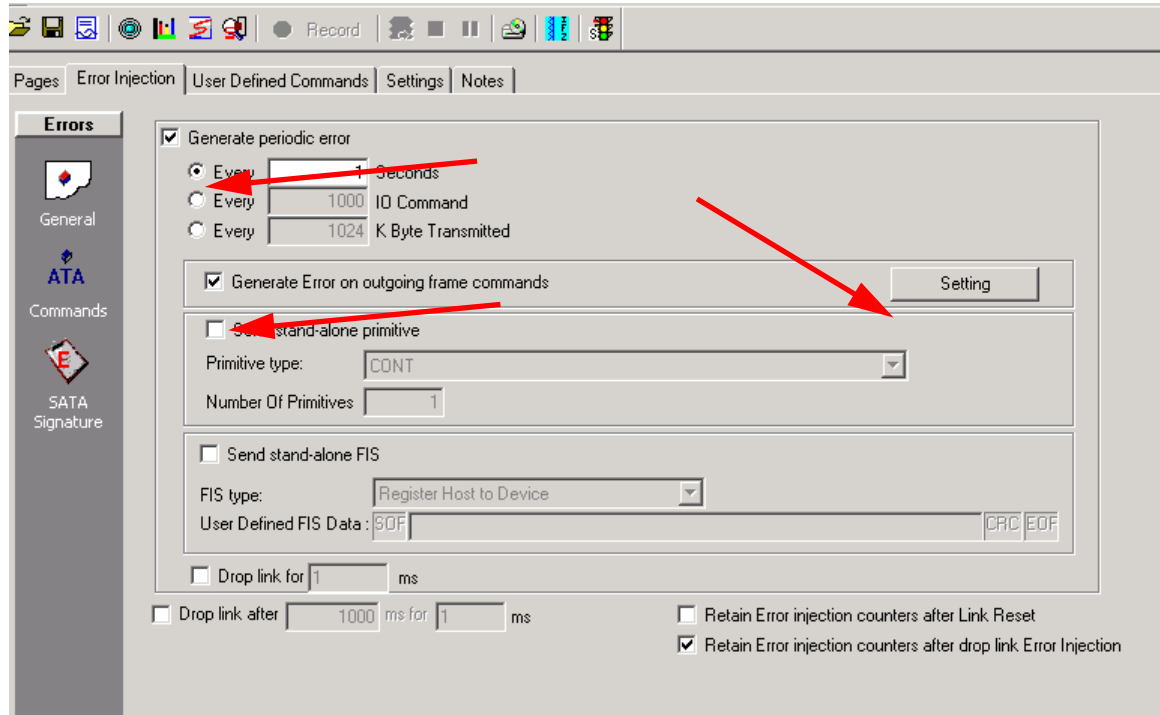 Record
Pages Error Injection User Defined Commands Settings Notes
Errors
General
ATA
Commands
E
SATA
Signature
Generate periodic error
Every 1 Seconds
Every 1000 IO Command
Every 1024 K Byte Transmitted
Generate Error on outgoing frame commands Setting
Send stand-alone primitive
Primitive type: CONT
Number Of Primitives 1
Send stand-alone FIS
FIS type: Register Host to Device
User Defined FIS Data : SOF CRC EOF
Drop link for 1 ms
Drop link after 1000 ms for 1 ms
Retain Error injection counters after Link Reset
Retain Error injection counters after drop link Error Injection